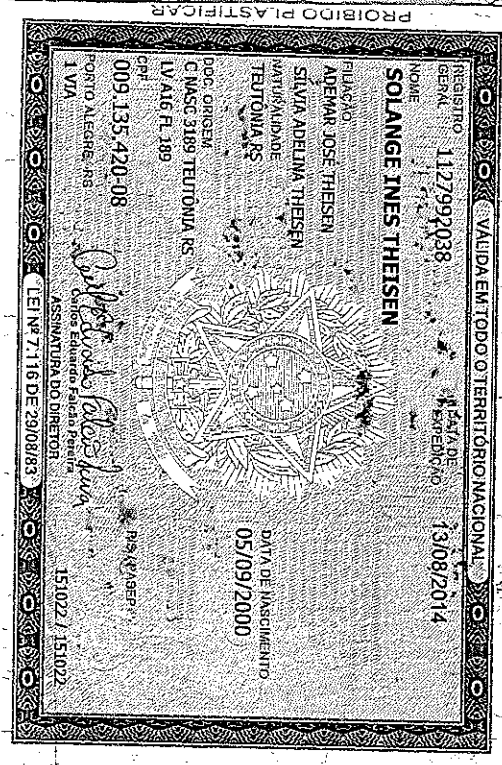 PROIBIDO PLASTIFICAR
VÁLIDA EM TODO O TERRITÓRIO NACIONAL
REGISTRO GERAL 1127992038 DATA DE EXPEDIÇÃO 13/08/2014
NOME
SOLANGE INES THEISEN
FILIAÇÃO
ADEMAR JOSÉ THEISEN
SILVIA ADELINA THEISEN
NATURALIDADE DATA DE NASCIMENTO
TEUTÔNIA RS 05/09/2000
DOC. ORIGEM
C NASC 3189 TEUTÔNIA RS
LV A16 FL 189
CPF PIS/PASEP
009.135.420-08
PORTO ALEGRE, RS
1 VIA 151022 / 151022
Carlos Eduardo Falcão Pereira
ASSINATURA DO DIRETOR
LEI Nº 7.116 DE 29/08/83